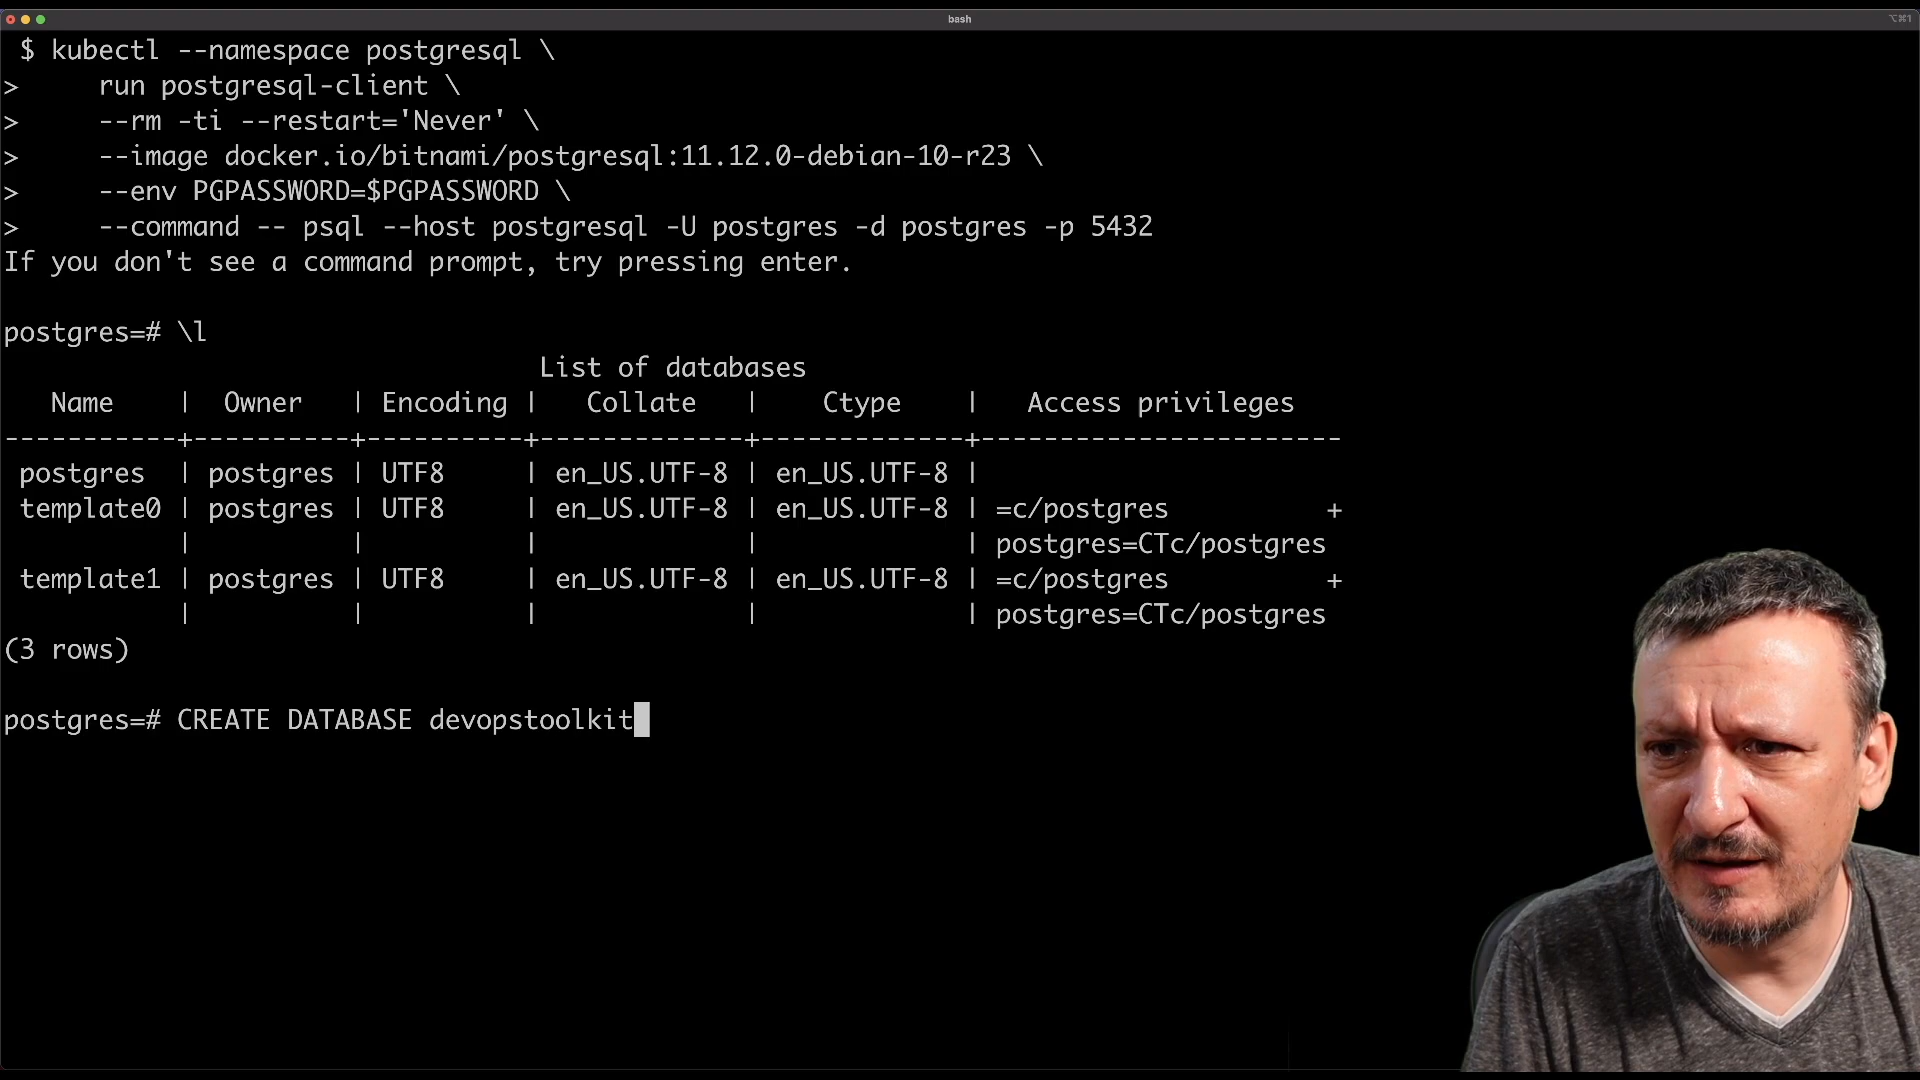 bash
⌥⌘1
$ kubectl --namespace postgresql \
> run postgresql-client \
> --rm -ti --restart='Never' \
> --image docker.io/bitnami/postgresql:11.12.0-debian-10-r23 \
> --env PGPASSWORD=$PGPASSWORD \
> --command -- psql --host postgresql -U postgres -d postgres -p 5432
If you don't see a command prompt, try pressing enter.
postgres=# \l
List of databases
Name | Owner | Encoding | Collate | Ctype | Access privileges
-----------+----------+----------+-------------+-------------+-----------------------
postgres | postgres | UTF8 | en_US.UTF-8 | en_US.UTF-8 |
template0 | postgres | UTF8 | en_US.UTF-8 | en_US.UTF-8 | =c/postgres +
| | | | | postgres=CTc/postgres
template1 | postgres | UTF8 | en_US.UTF-8 | en_US.UTF-8 | =c/postgres +
| | | | | postgres=CTc/postgres
(3 rows)
postgres=# CREATE DATABASE devopstoolkit